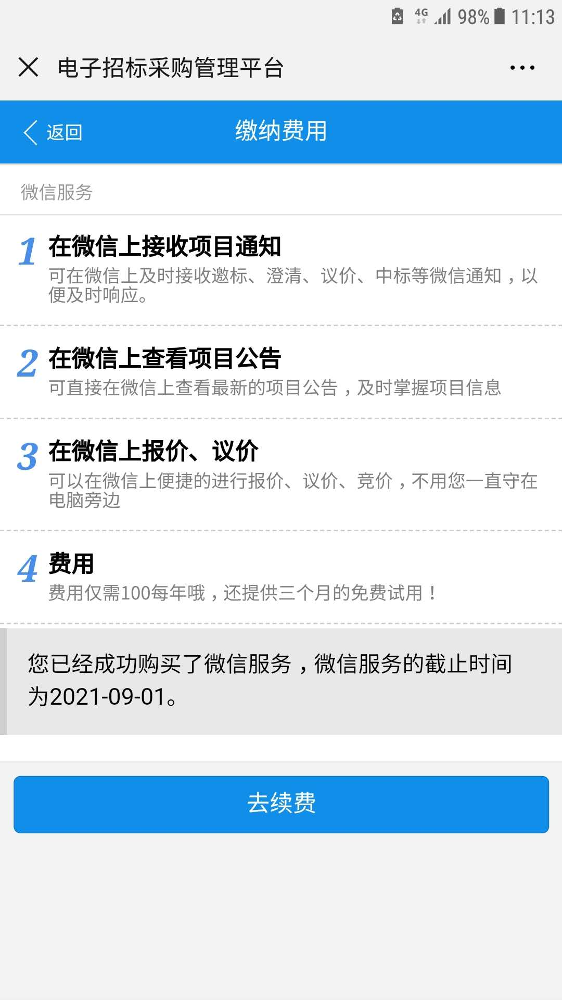 4G 98% 11:13
电子招标采购管理平台
返回 缴纳费用
微信服务
1 在微信上接收项目通知
可在微信上及时接收邀标、澄清、议价、中标等微信通知，以
便及时响应。
2 在微信上查看项目公告
可直接在微信上查看最新的项目公告，及时掌握项目信息
3 在微信上报价、议价
可以在微信上便捷的进行报价、议价、竞价，不用您一直守在
电脑旁边
4 费用
费用仅需100每年哦，还提供三个月的免费试用！
您已经成功购买了微信服务，微信服务的截止时间
为2021-09-01。
去续费